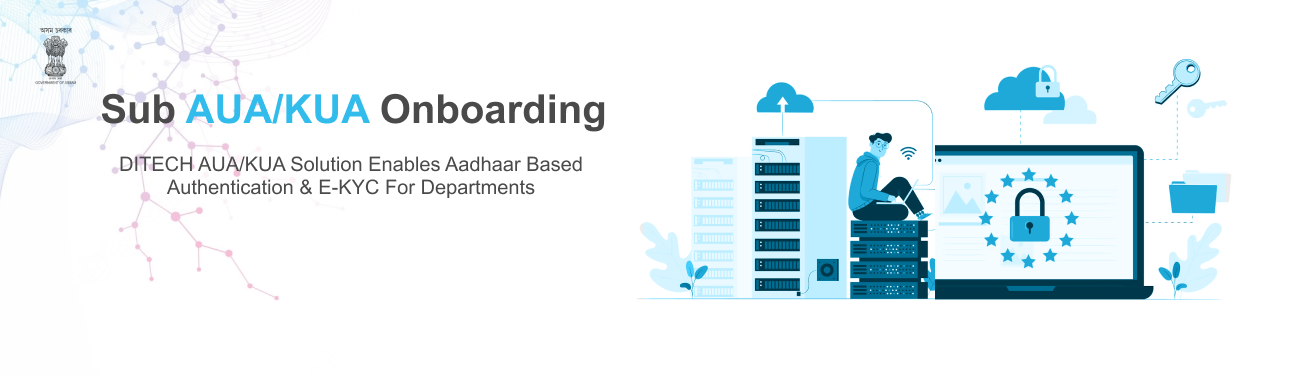 অসম চৰকাৰ
GOVERNMENT OF ASSAM
Sub AUA/KUA Onboarding
DITECH AUA/KUA Solution Enables Aadhaar Based
Authentication & E-KYC For Departments